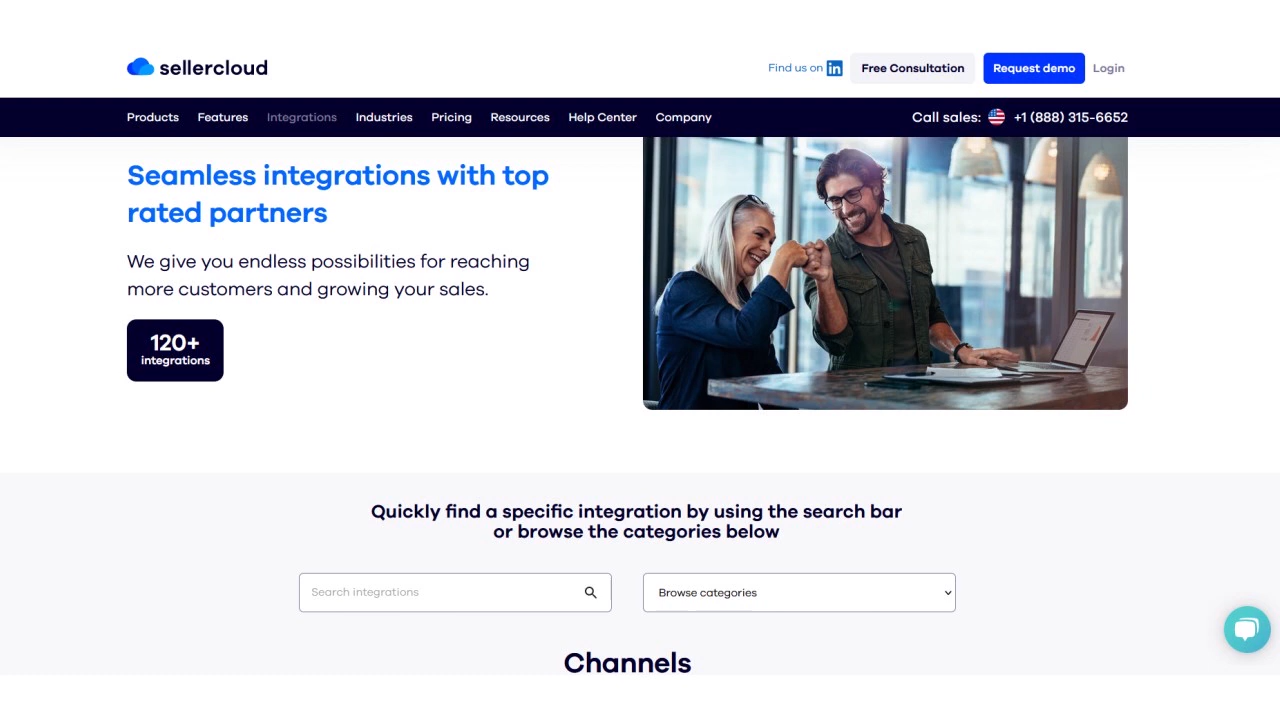 sellercloud
Find us on in
Free Consultation
Request demo
Login
Products Features Integrations Industries Pricing Resources Help Center Company
Call sales: +1 (888) 315-6652
Seamless integrations with top
rated partners
We give you endless possibilities for reaching
more customers and growing your sales.
120+
integrations
Quickly find a specific integration by using the search bar
or browse the categories below
Search integrations
Browse categories
Channels